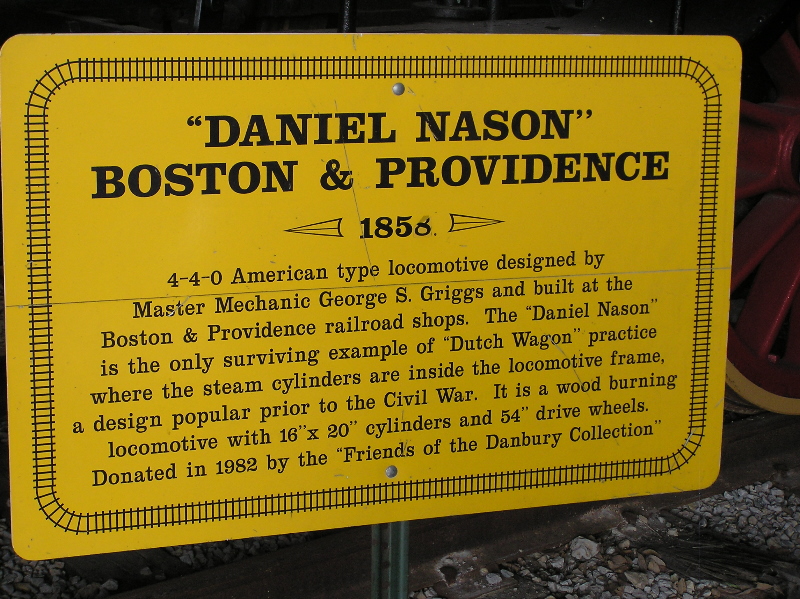 “DANIEL NASON”
BOSTON & PROVIDENCE
1858
4-4-0 American type locomotive designed by
Master Mechanic George S. Griggs and built at the
Boston & Providence railroad shops. The “Daniel Nason”
is the only surviving example of “Dutch Wagon” practice
where the steam cylinders are inside the locomotive frame,
a design popular prior to the Civil War. It is a wood burning
locomotive with 16”x 20” cylinders and 54” drive wheels.
Donated in 1982 by the “Friends of the Danbury Collection”